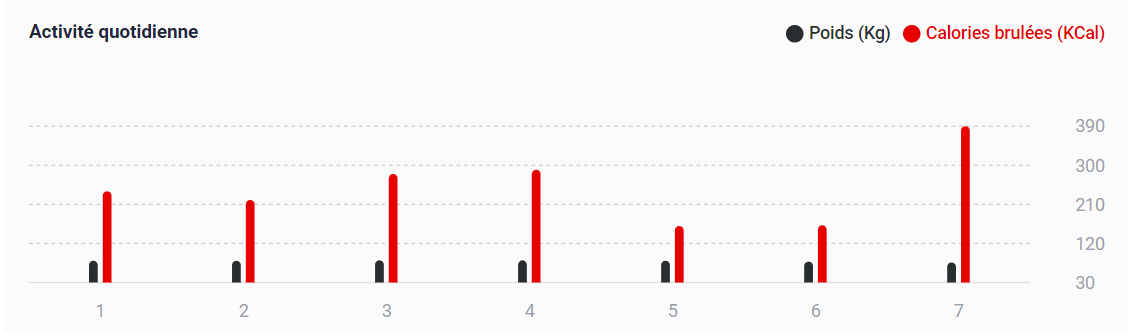 Activité quotidienne
Poids (Kg) Calories brulées (KCal)
390
300
210
120
30
1 2 3 4 5 6 7